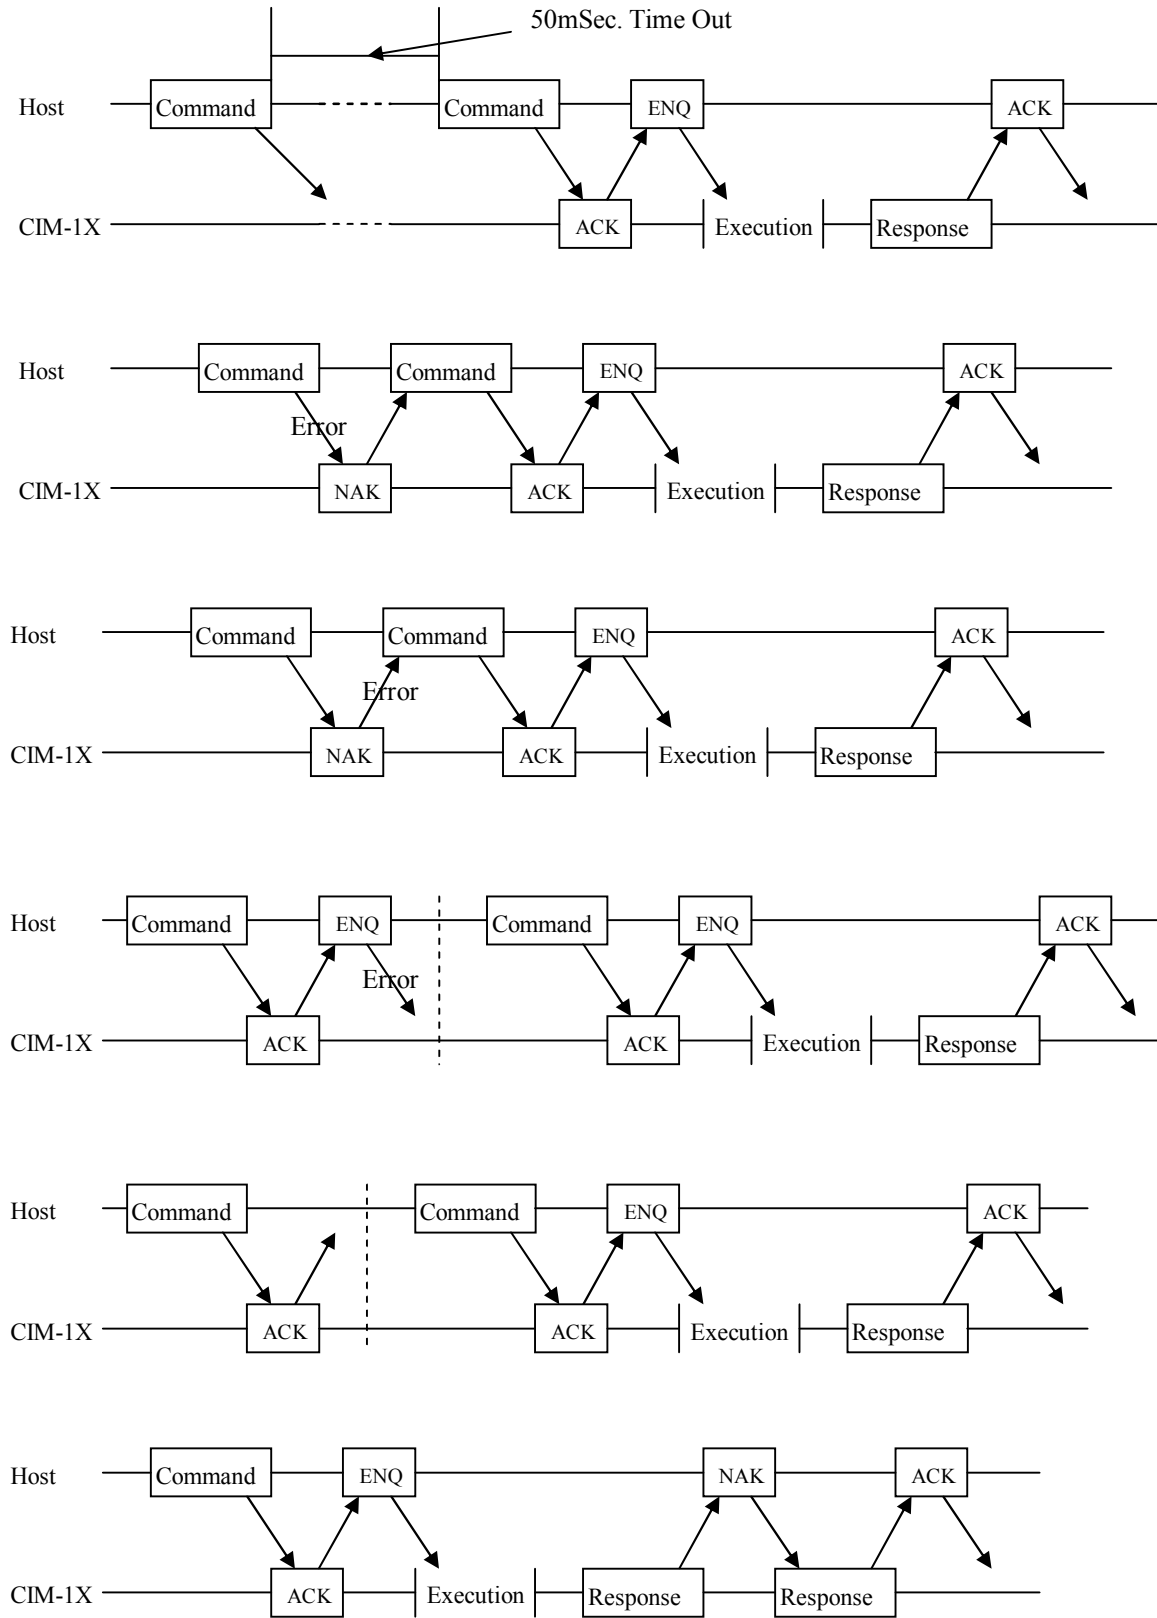 50mSec. Time Out
Host Command Command ENQ ACK
CIM-1X ACK Execution Response
Host Command Command ENQ ACK
Error
CIM-1X NAK ACK Execution Response
Host Command Command ENQ ACK
Error
CIM-1X NAK ACK Execution Response
Host Command ENQ Command ENQ ACK
Error
CIM-1X ACK ACK Execution Response
Host Command Command ENQ ACK
CIM-1X ACK ACK Execution Response
Host Command ENQ NAK ACK
CIM-1X ACK Execution Response Response